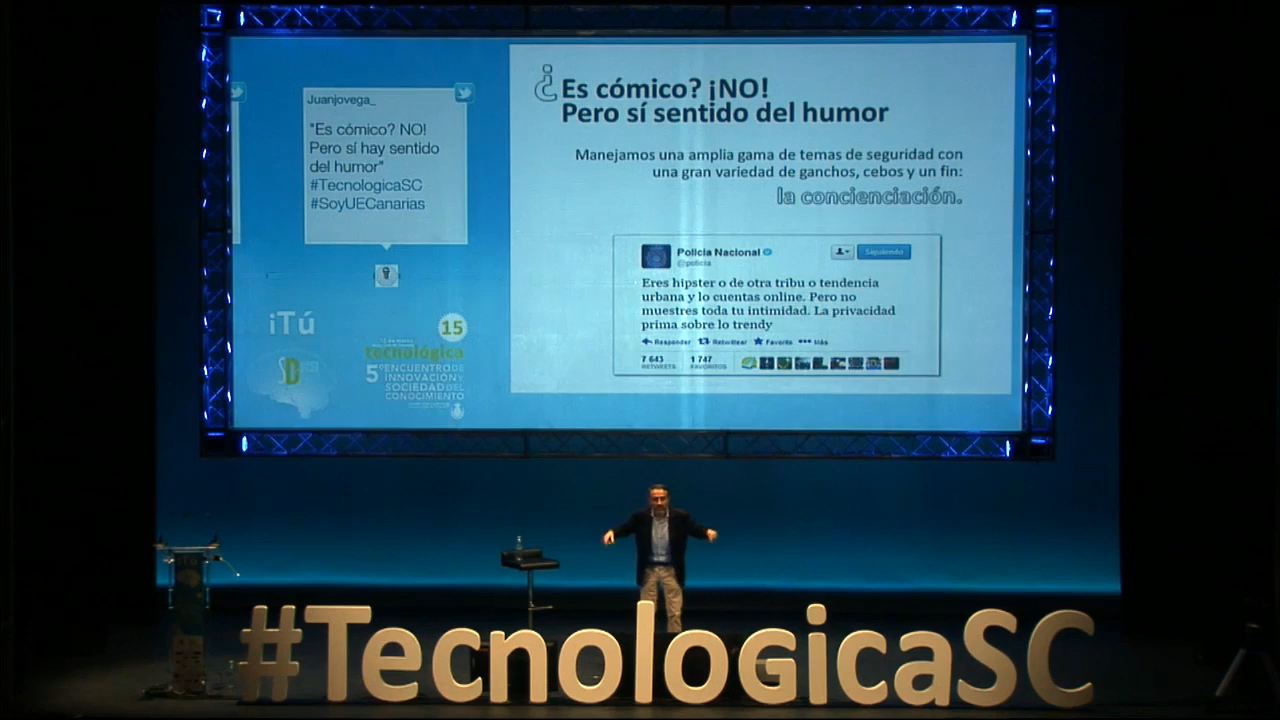 Juanjovega_
"Es cómico? NO!
Pero sí hay sentido
del humor"
#TecnologicaSC
#SoyUECanarias
iTú
15
tecnológica
5º ENCUENTRO DE
INNOVACIÓN Y
SOCIEDAD DEL
CONOCIMIENTO
¿Es cómico? ¡NO!
Pero sí sentido del humor
Manejamos una amplia gama de temas de seguridad con
una gran variedad de ganchos, cebos y un fin:
la concienciación.
Policía Nacional
@policia
Siguiendo
Eres hipster o de otra tribu o tendencia
urbana y lo cuentas online. Pero no
muestres toda tu intimidad. La privacidad
prima sobre lo trendy
Responder Retwittear Favorito Más
7 643 1 747
RETWEETS FAVORITOS
#TecnologicaSC